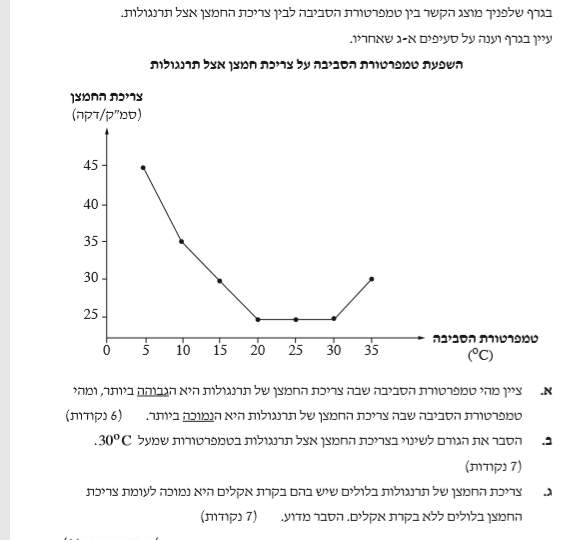 בגרף שלפניך מוצג הקשר בין טמפרטורת הסביבה לבין צריכת החמצן אצל תרנגולות.
עיין בגרף וענה על סעיפים א-ג שאחריו.
השפעת טמפרטורת הסביבה על צריכת חמצן אצל תרנגולות
צריכת החמצן
(סמ"ק/דקה)
45
40
35
30
25
0 5 10 15 20 25 30 35
טמפרטורת הסביבה
(°C)
א. ציין מהי טמפרטורת הסביבה שבה צריכת החמצן של תרנגולות היא הגבוהה ביותר, ומהי
טמפרטורת הסביבה שבה צריכת החמצן של תרנגולות היא הנמוכה ביותר. (6 נקודות)
ב. הסבר את הגורם לשינוי בצריכת החמצן אצל תרנגולות בטמפרטורות שמעל 30°C.
(7 נקודות)
ג. צריכת החמצן של תרנגולות בלולים שיש בהם בקרת אקלים היא נמוכה לעומת צריכת
החמצן בלולים ללא בקרת אקלים. הסבר מדוע. (7 נקודות)